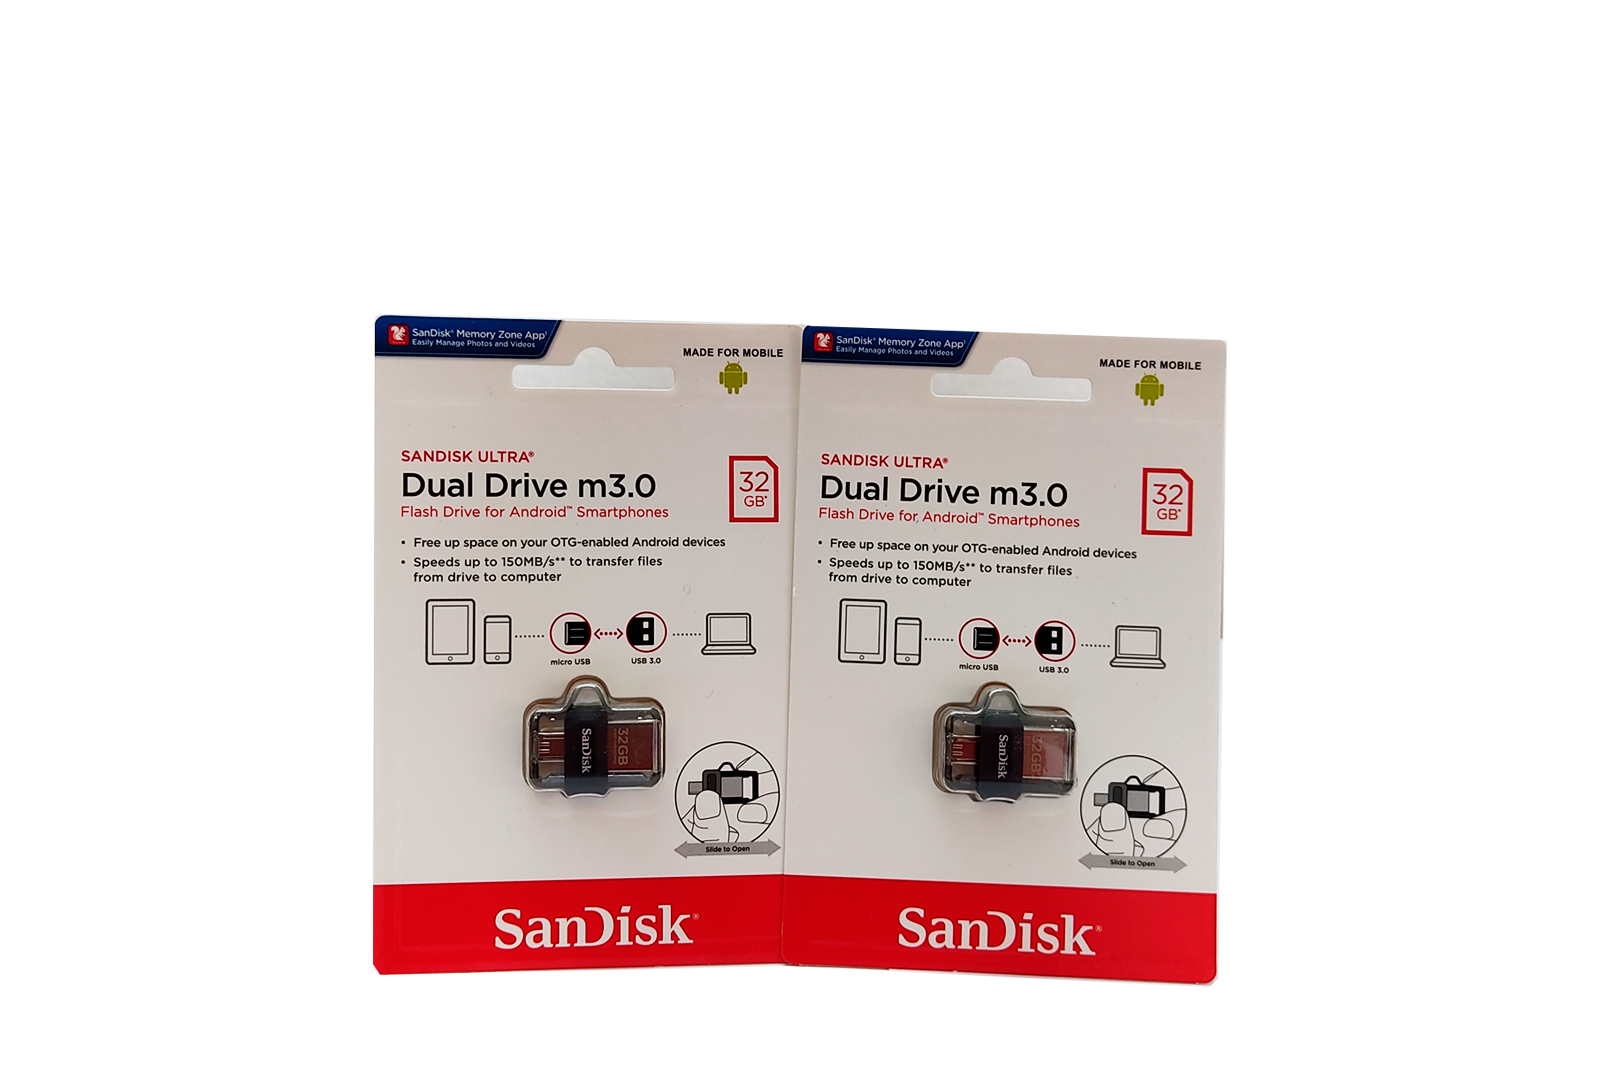 SanDisk® Memory Zone App¹
Easily Manage Photos and Videos
MADE FOR MOBILE
SANDISK ULTRA®
Dual Drive m3.0
Flash Drive for Android™ Smartphones
32
GB*
• Free up space on your OTG-enabled Android devices
• Speeds up to 150MB/s** to transfer files
from drive to computer
micro USB
USB 3.0
SanDisk
32GB
Slide to Open
SanDisk®
SanDisk® Memory Zone App¹
Easily Manage Photos and Videos
MADE FOR MOBILE
SANDISK ULTRA®
Dual Drive m3.0
Flash Drive for Android™ Smartphones
32
GB*
• Free up space on your OTG-enabled Android devices
• Speeds up to 150MB/s** to transfer files
from drive to computer
micro USB
USB 3.0
SanDisk
32GB
Slide to Open
SanDisk®